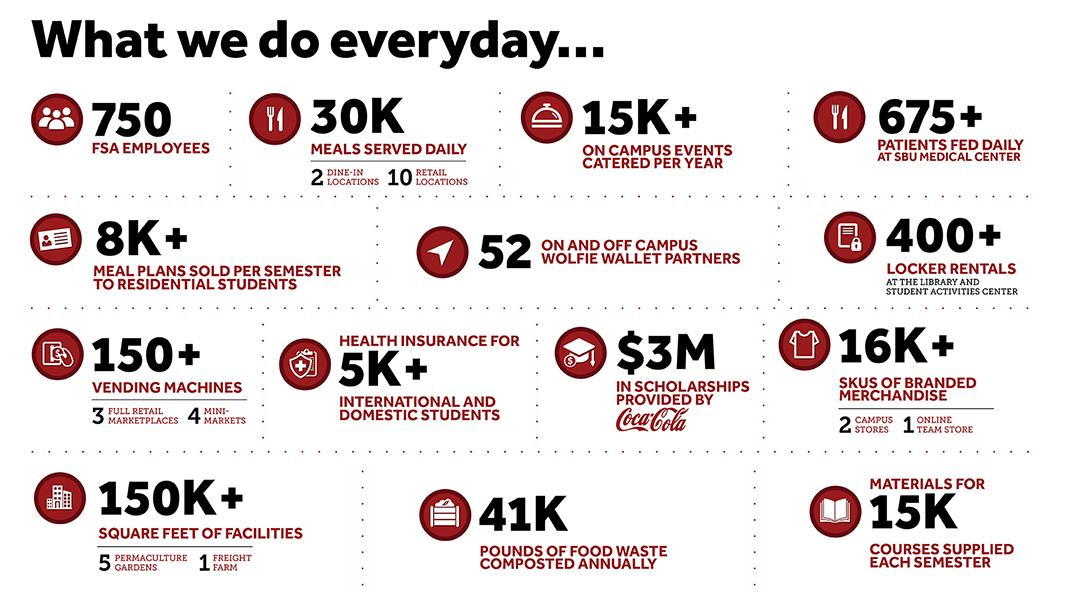 What we do everyday...
750
FSA EMPLOYEES
30K
MEALS SERVED DAILY
2 DINE-IN LOCATIONS 10 RETAIL LOCATIONS
15K+
ON CAMPUS EVENTS
CATERED PER YEAR
675+
PATIENTS FED DAILY
AT SBU MEDICAL CENTER
8K+
MEAL PLANS SOLD PER SEMESTER
TO RESIDENTIAL STUDENTS
52
ON AND OFF CAMPUS
WOLFIE WALLET PARTNERS
400+
LOCKER RENTALS
AT THE LIBRARY AND
STUDENT ACTIVITIES CENTER
150+
VENDING MACHINES
3 FULL RETAIL MARKETPLACES 4 MINI-MARKETS
HEALTH INSURANCE FOR
5K+
INTERNATIONAL AND
DOMESTIC STUDENTS
$
$3M
IN SCHOLARSHIPS
PROVIDED BY
Coca-Cola
16K+
SKUS OF BRANDED
MERCHANDISE
2 CAMPUS STORES 1 ONLINE TEAM STORE
150K+
SQUARE FEET OF FACILITIES
5 PERMACULTURE GARDENS 1 FREIGHT FARM
41K
POUNDS OF FOOD WASTE
COMPOSTED ANNUALLY
MATERIALS FOR
15K
COURSES SUPPLIED
EACH SEMESTER